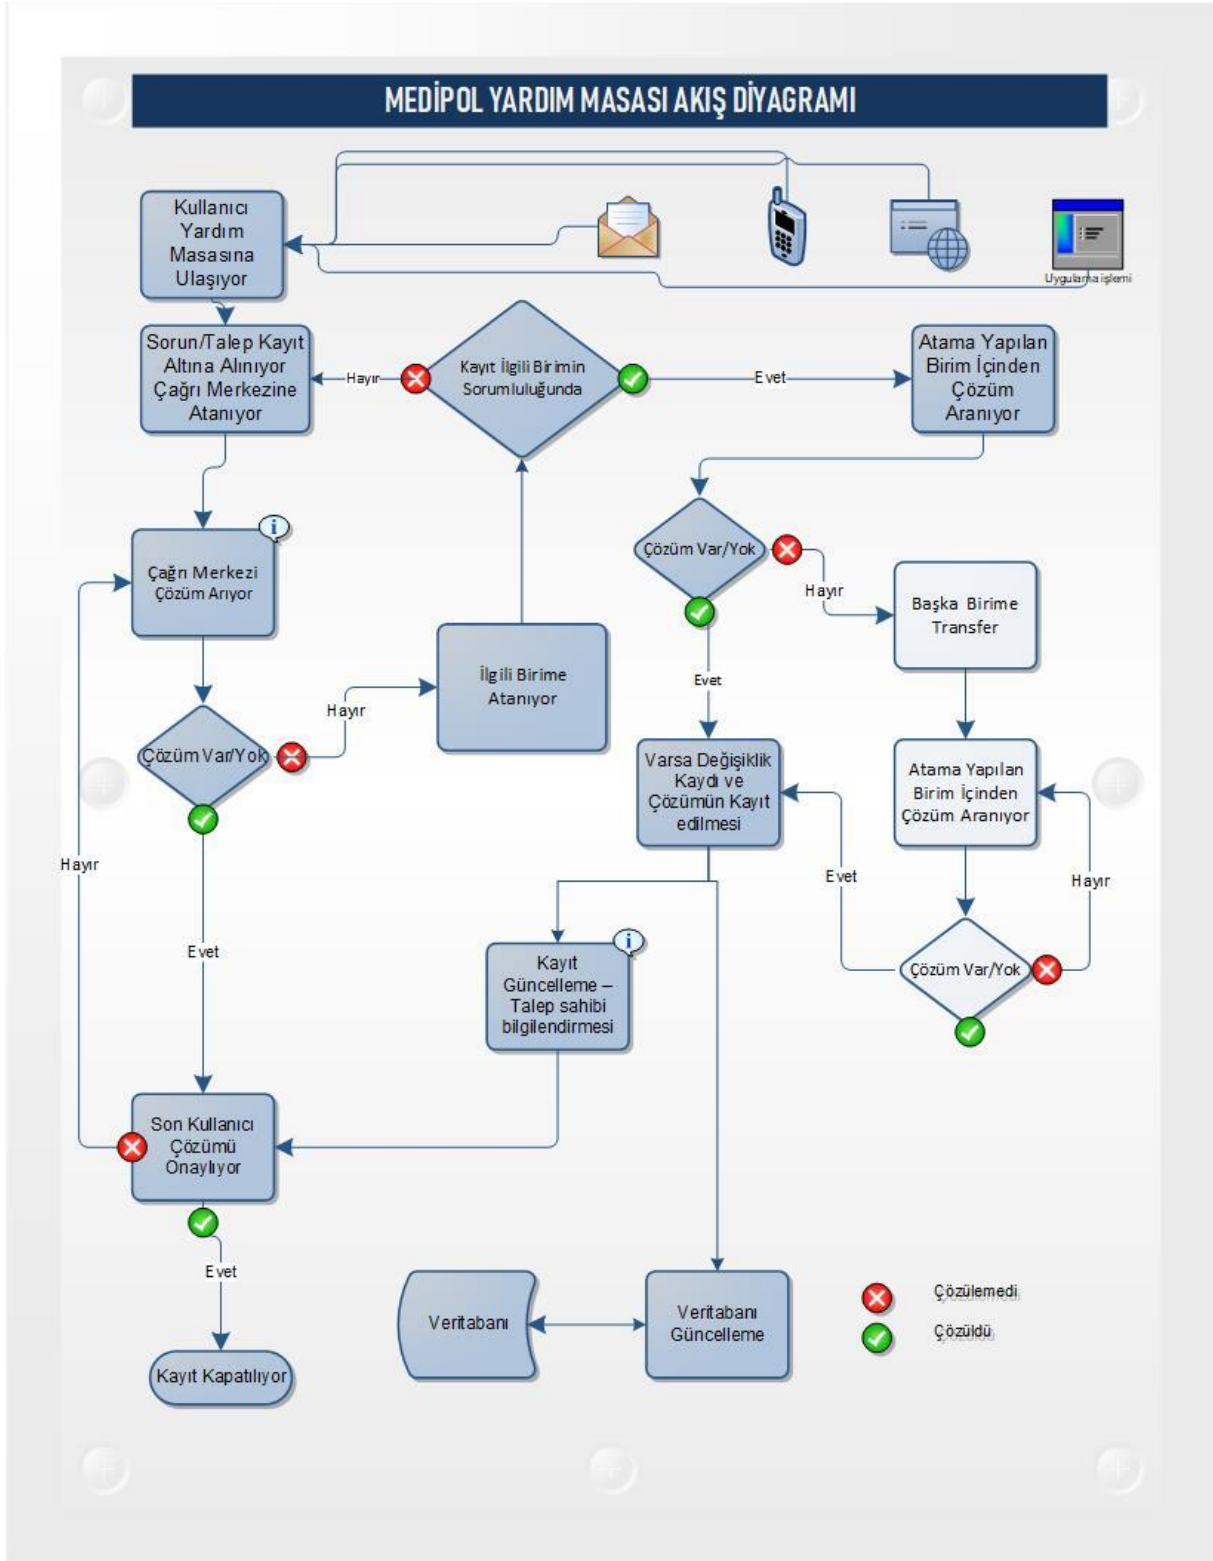 MEDİPOL YARDIM MASASI AKIŞ DİYAGRAMI
Kullanıcı
Yardım
Masasına
Ulaşıyor
Uygulama işlemi
Sorun/Talep Kayıt
Altına Alınıyor
Çağrı Merkezine
Atanıyor
Hayır
Kayıt İlgili Birimin
Sorumluluğunda
Evet
Atama Yapılan
Birim İçinden
Çözüm
Aranıyor
Çağrı Merkezi
Çözüm Arıyor
Çözüm Var/Yok
Hayır
Başka Birime
Transfer
İlgili Birime
Atanıyor
Evet
Hayır
Çözüm Var/Yok
Varsa Değişiklik
Kaydı ve
Çözümün Kayıt
edilmesi
Atama Yapılan
Birim İçinden
Çözüm Aranıyor
Hayır
Evet
Hayır
Evet
Kayıt
Güncelleme –
Talep sahibi
bilgilendirmesi
Çözüm Var/Yok
Son Kullanıcı
Çözümü
Onaylıyor
Evet
Veritabanı
Veritabanı
Güncelleme
Çözülemedi
Çözüldü
Kayıt Kapatılıyor